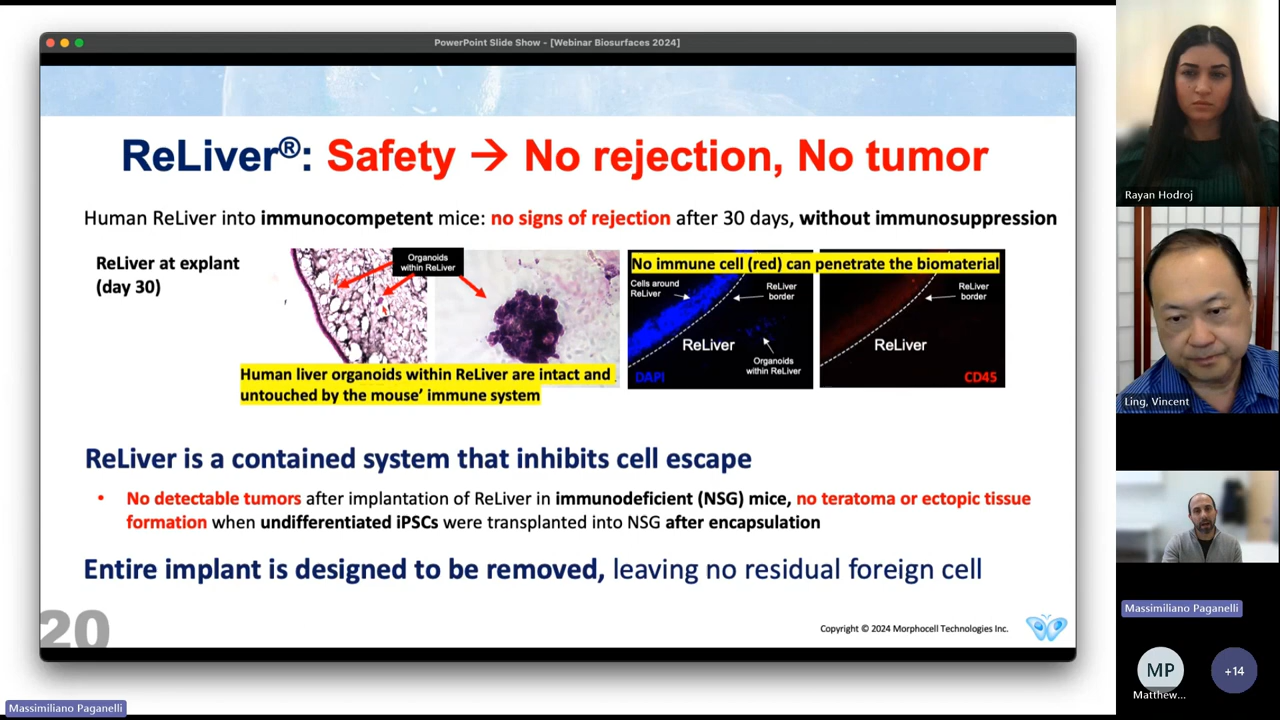 PowerPoint Slide Show - [Webinar Biosurfaces 2024]
ReLiver®: Safety → No rejection, No tumor
Human ReLiver into immunocompetent mice: no signs of rejection after 30 days, without immunosuppression
ReLiver at explant
(day 30)
Organoids
within ReLiver
Human liver organoids within ReLiver are intact and
untouched by the mouse’ immune system
No immune cell (red) can penetrate the biomaterial
Cells around
ReLiver
ReLiver
border
ReLiver
Organoids
within ReLiver
DAPI
ReLiver
border
ReLiver
CD45
ReLiver is a contained system that inhibits cell escape
• No detectable tumors after implantation of ReLiver in immunodeficient (NSG) mice, no teratoma or ectopic tissue
formation when undifferentiated iPSCs were transplanted into NSG after encapsulation
Entire implant is designed to be removed, leaving no residual foreign cell
20
Copyright © 2024 Morphocell Technologies Inc.
Massimiliano Paganelli
Rayan Hodroj
Ling, Vincent
Massimiliano Paganelli
MP
Matthew...
+14